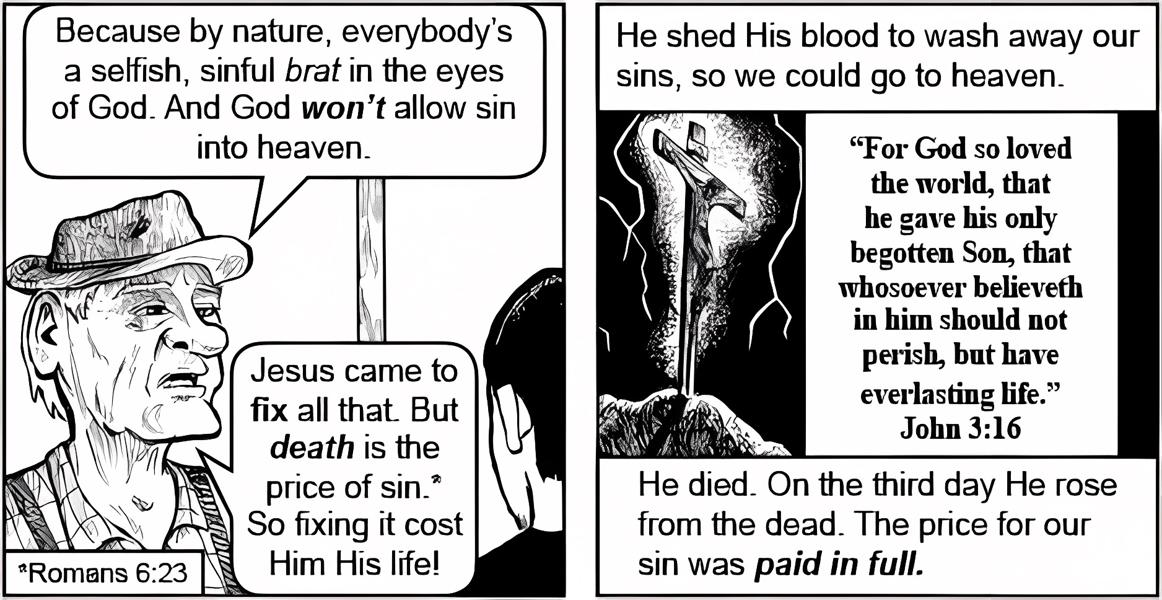 Because by nature, everybody's
a selfish, sinful brat in the eyes
of God. And God won't allow sin
into heaven.
Jesus came to
fix all that. But
death is the
price of sin.*
So fixing it cost
Him His life!
*Romans 6:23
He shed His blood to wash away our
sins, so we could go to heaven.
“For God so loved
the world, that
he gave his only
begotten Son, that
whosoever believeth
in him should not
perish, but have
everlasting life.”
John 3:16
He died. On the third day He rose
from the dead. The price for our
sin was paid in full.